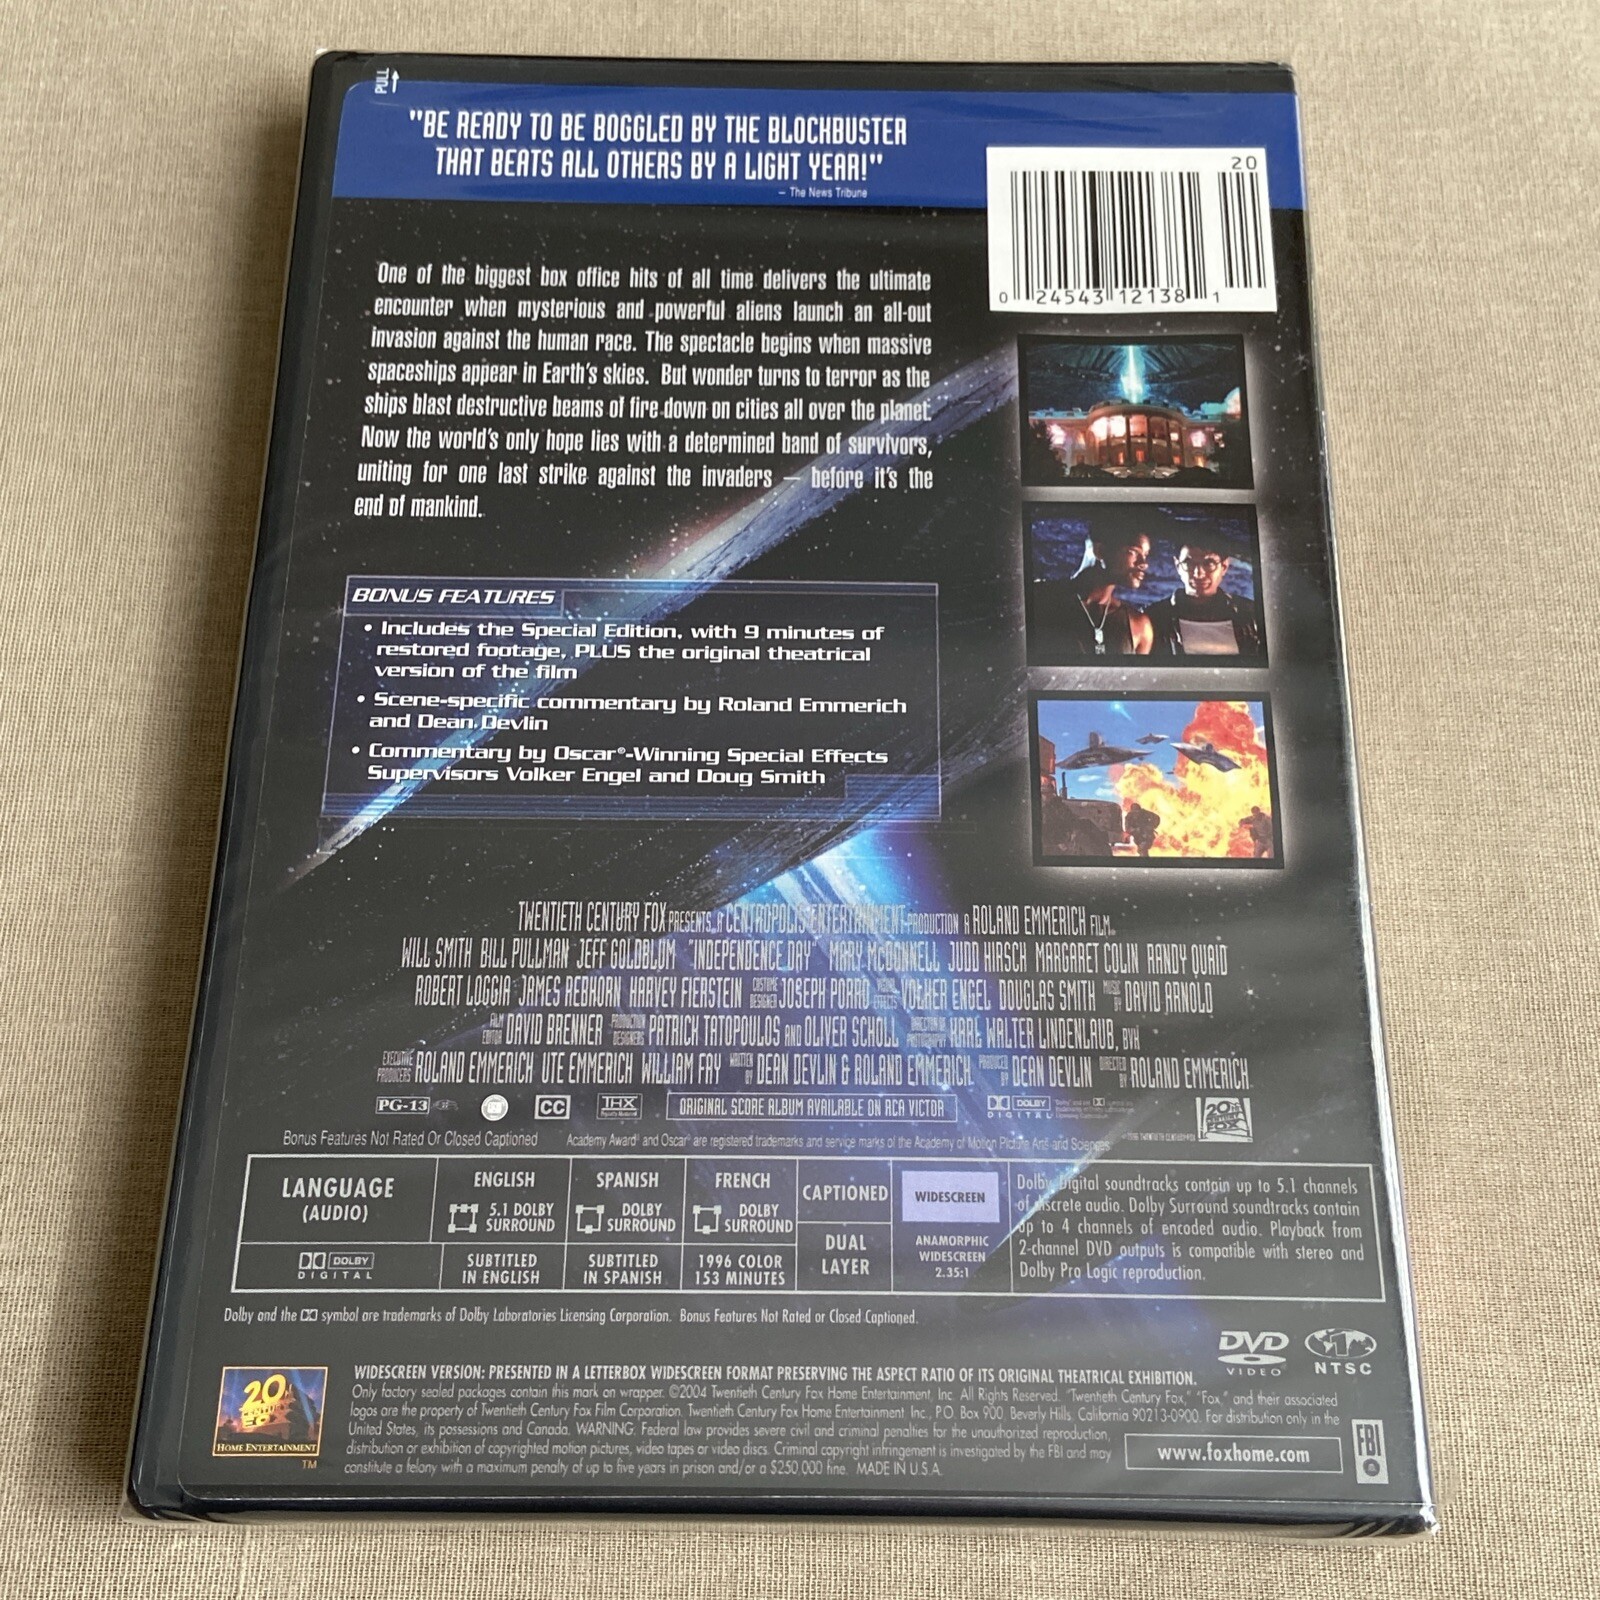 PULL
"BE READY TO BE BOGGLED BY THE BLOCKBUSTER
THAT BEATS ALL OTHERS BY A LIGHT YEAR!"
– The News Tribune
20
0 24543 12138 1
One of the biggest box office hits of all time delivers the ultimate
encounter when mysterious and powerful aliens launch an all-out
invasion against the human race. The spectacle begins when massive
spaceships appear in Earth's skies. But wonder turns to terror as the
ships blast destructive beams of fire down on cities all over the planet.
Now the world's only hope lies with a determined band of survivors,
uniting for one last strike against the invaders – before it's the
end of mankind.
BONUS FEATURES
• Includes the Special Edition, with 9 minutes of
restored footage, PLUS the original theatrical
version of the film
• Scene-specific commentary by Roland Emmerich
and Dean Devlin
• Commentary by Oscar®-Winning Special Effects
Supervisors Volker Engel and Doug Smith
TWENTIETH CENTURY FOX PRESENTS A CENTROPOLIS ENTERTAINMENT PRODUCTION A ROLAND EMMERICH FILM
WILL SMITH BILL PULLMAN JEFF GOLDBLUM "INDEPENDENCE DAY" MARY McDONNELL JUDD HIRSCH MARGARET COLIN RANDY QUAID
ROBERT LOGGIA JAMES REBHORN HARVEY FIERSTEIN COSTUME DESIGNER JOSEPH PORRO VISUAL EFFECTS VOLKER ENGEL DOUGLAS SMITH MUSIC BY DAVID ARNOLD
FILM EDITOR DAVID BRENNER PRODUCTION DESIGNERS PATRICK TATOPOULOS AND OLIVER SCHOLL DIRECTOR OF PHOTOGRAPHY KARL WALTER LINDENLAUB, BVK
EXECUTIVE PRODUCERS ROLAND EMMERICH UTE EMMERICH WILLIAM FAY WRITTEN BY DEAN DEVLIN & ROLAND EMMERICH PRODUCED BY DEAN DEVLIN DIRECTED BY ROLAND EMMERICH
PG-13 CC THX ORIGINAL SCORE ALBUM AVAILABLE ON RCA VICTOR DOLBY DIGITAL 20th CENTURY FOX
Bonus Features Not Rated Or Closed Captioned Academy Award® and Oscar® are registered trademarks and service marks of the Academy of Motion Picture Arts and Sciences
LANGUAGE
(AUDIO)
DOLBY
DIGITAL
ENGLISH
5.1 DOLBY
SURROUND
SUBTITLED
IN ENGLISH
SPANISH
DOLBY
SURROUND
SUBTITLED
IN SPANISH
FRENCH
DOLBY
SURROUND
1996 COLOR
153 MINUTES
CAPTIONED
DUAL
LAYER
WIDESCREEN
ANAMORPHIC
WIDESCREEN
2.35:1
Dolby Digital soundtracks contain up to 5.1 channels
of discrete audio. Dolby Surround soundtracks contain
up to 4 channels of encoded audio. Playback from
2-channel DVD outputs is compatible with stereo and
Dolby Pro Logic reproduction.
Dolby and the DD symbol are trademarks of Dolby Laboratories Licensing Corporation. Bonus Features Not Rated or Closed Captioned.
DVD
VIDEO
1
NTSC
20th CENTURY FOX
HOME ENTERTAINMENT
TM
WIDESCREEN VERSION: PRESENTED IN A LETTERBOX WIDESCREEN FORMAT PRESERVING THE ASPECT RATIO OF ITS ORIGINAL THEATRICAL EXHIBITION.
Only factory sealed packages contain this mark on wrapper. ©2004 Twentieth Century Fox Home Entertainment, Inc. All Rights Reserved. "Twentieth Century Fox," "Fox," and their associated
logos are the property of Twentieth Century Fox Film Corporation. Twentieth Century Fox Home Entertainment, Inc., P.O. Box 900, Beverly Hills, California 90213-0900. For distribution only in the
United States, its possessions and Canada. WARNING: Federal law provides severe civil and criminal penalties for the unauthorized reproduction,
distribution or exhibition of copyrighted motion pictures, video tapes or video discs. Criminal copyright infringement is investigated by the FBI and may
constitute a felony with a maximum penalty of up to five years in prison and/or a $250,000 fine. MADE IN U.S.A.
www.foxhome.com
FBI